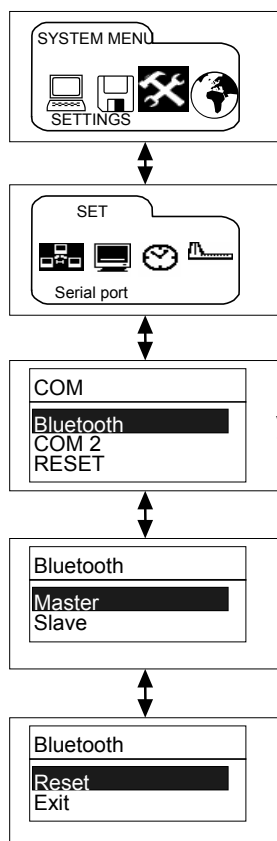 SYSTEM MENU
SETTINGS
SET
Serial port
COM
Bluetooth
COM 2
RESET
Bluetooth
Master
Slave
Bluetooth
Reset
Exit